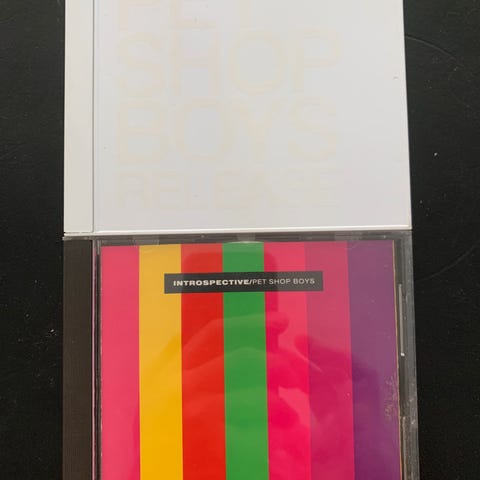 PET
SHOP
BOYS
RELEASE
INTROSPECTIVE/PET SHOP BOYS